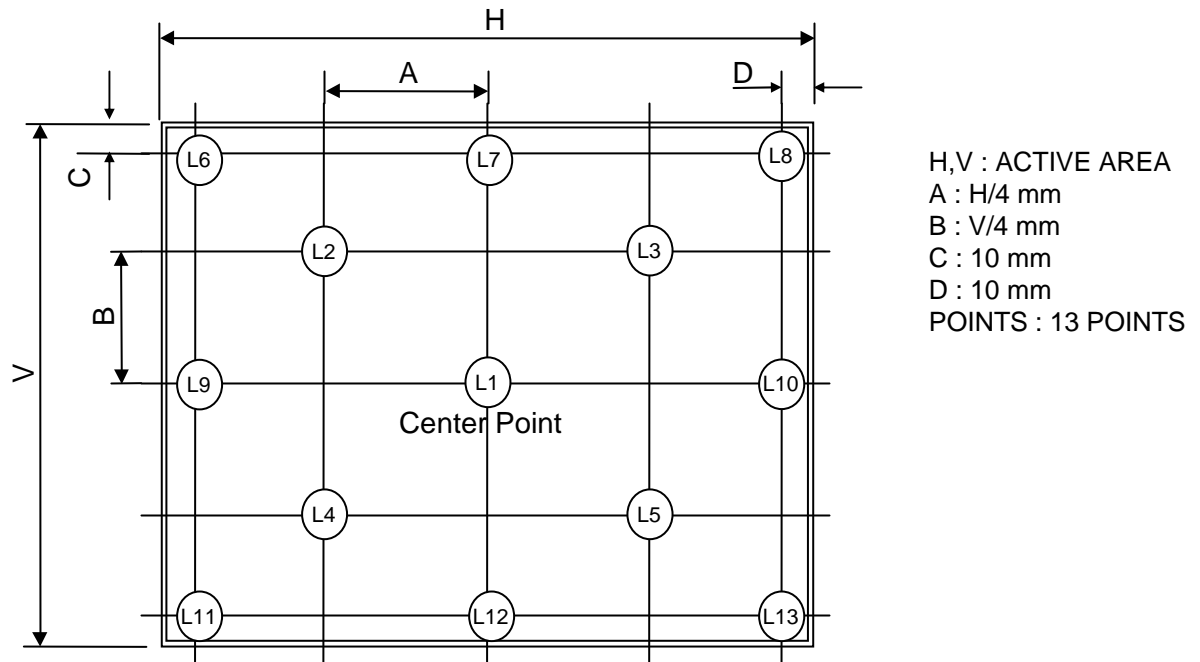 H
A
D
C
L6
L7
L8
H,V : ACTIVE AREA
A : H/4 mm
B : V/4 mm
C : 10 mm
D : 10 mm
POINTS : 13 POINTS
L2
L3
B
V
L9
L1
L10
Center Point
L4
L5
L11
L12
L13